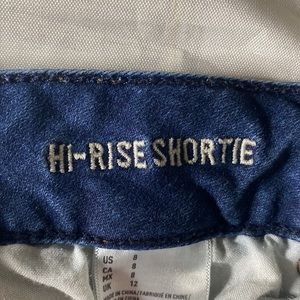 HI-RISE SHORTIE
US 8
CA 8
MX 8
UK 12
MADE IN CHINA/FABRIQUÉ EN CHINE/